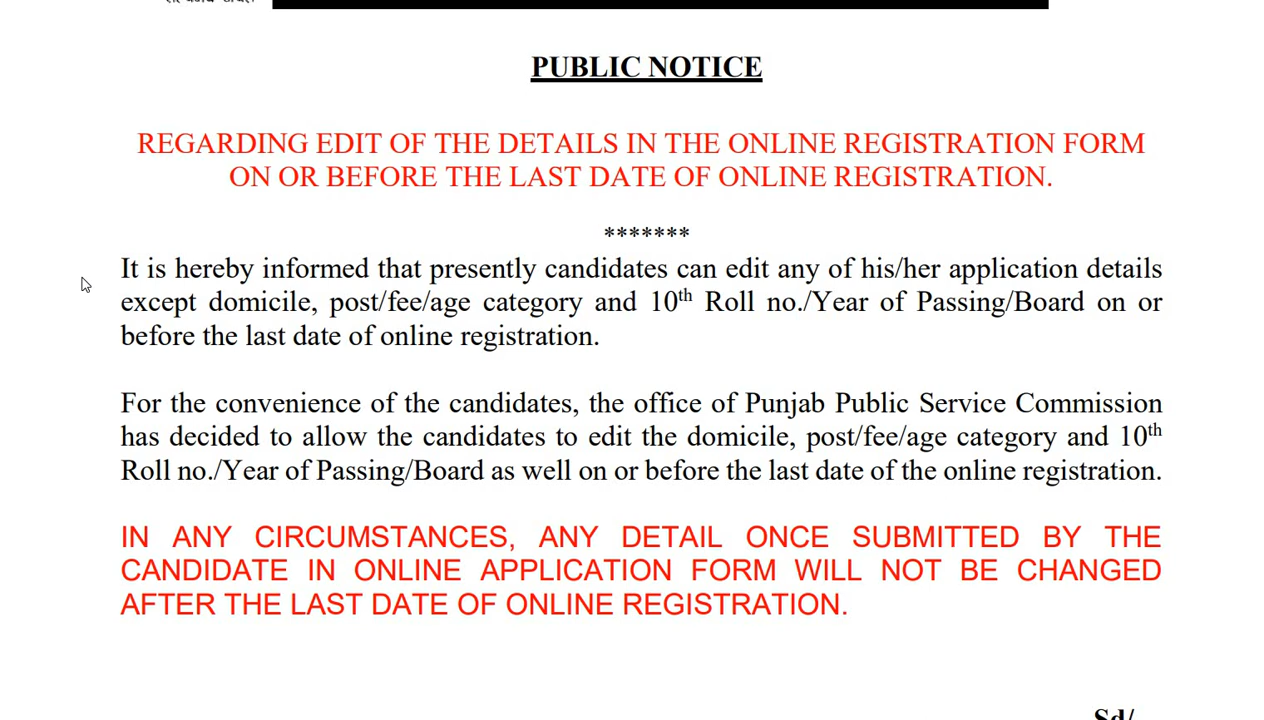 PUBLIC NOTICE
REGARDING EDIT OF THE DETAILS IN THE ONLINE REGISTRATION FORM
ON OR BEFORE THE LAST DATE OF ONLINE REGISTRATION.
*******
It is hereby informed that presently candidates can edit any of his/her application details
except domicile, post/fee/age category and 10th Roll no./Year of Passing/Board on or
before the last date of online registration.
For the convenience of the candidates, the office of Punjab Public Service Commission
has decided to allow the candidates to edit the domicile, post/fee/age category and 10th
Roll no./Year of Passing/Board as well on or before the last date of the online registration.
IN ANY CIRCUMSTANCES, ANY DETAIL ONCE SUBMITTED BY THE
CANDIDATE IN ONLINE APPLICATION FORM WILL NOT BE CHANGED
AFTER THE LAST DATE OF ONLINE REGISTRATION.
Sd/